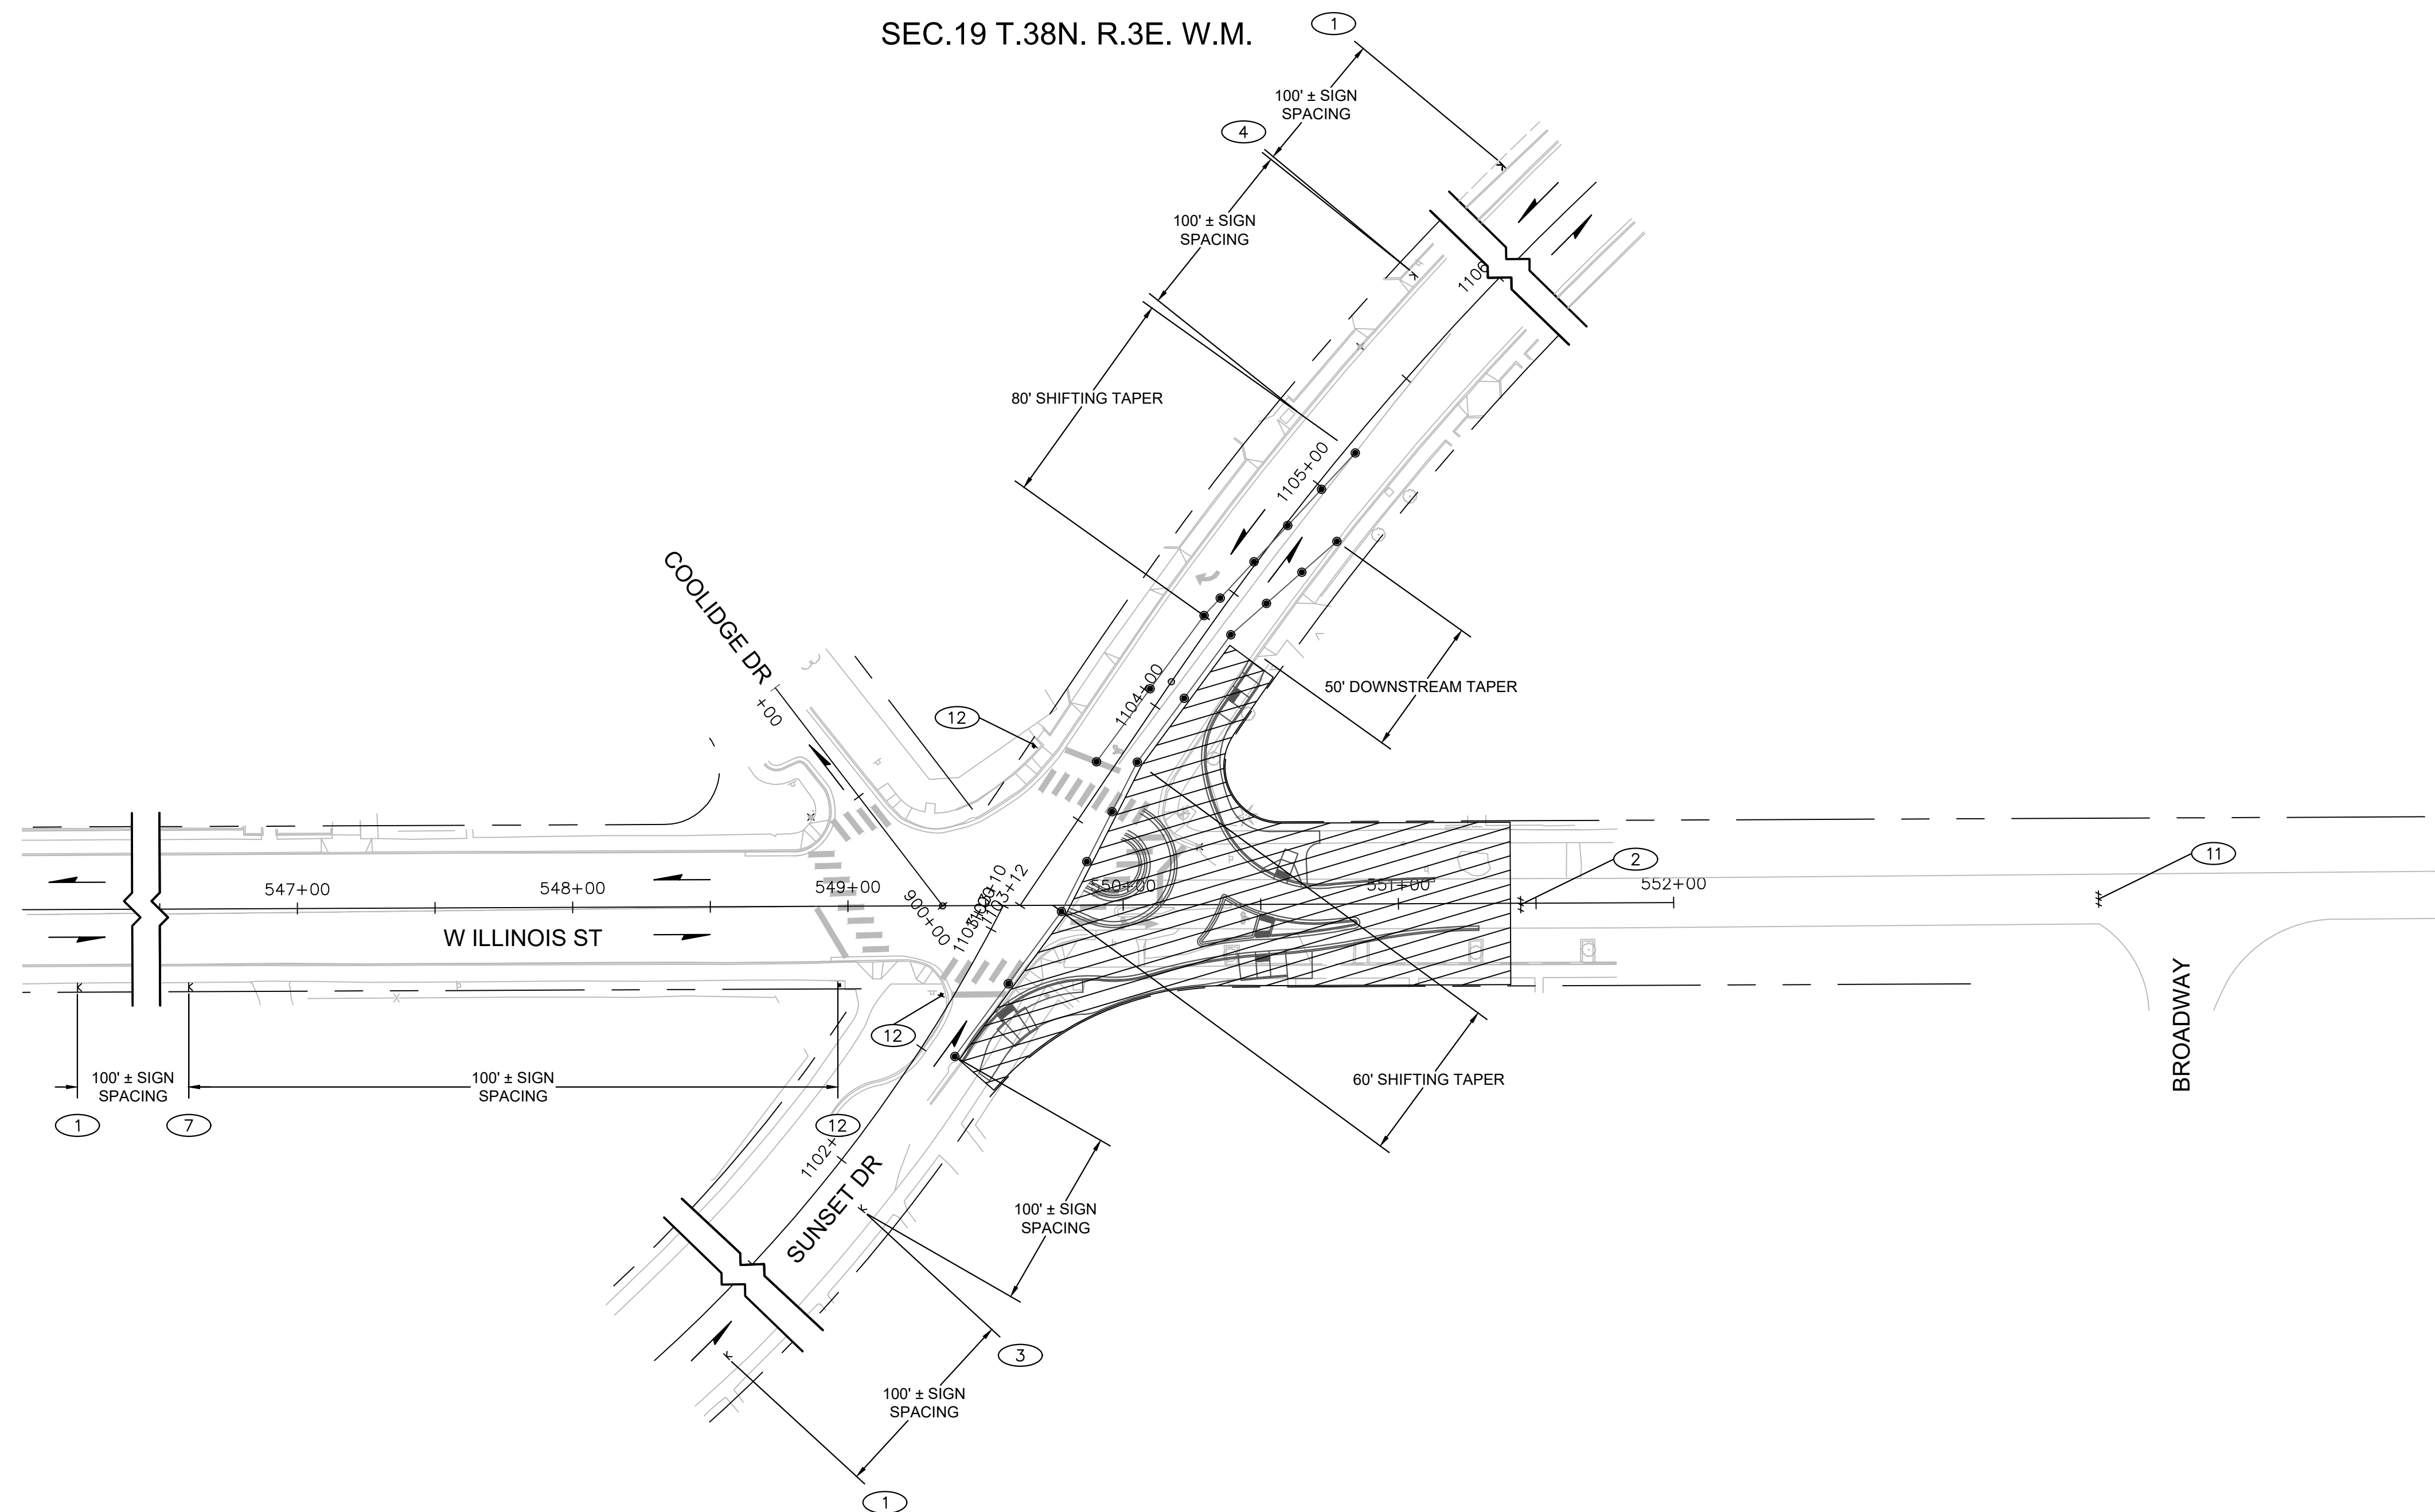 SEC.19 T.38N. R.3E. W.M.
1
100' ± SIGN
SPACING
4
100' ± SIGN
SPACING
1106
80' SHIFTING TAPER
1105+00
COOLIDGE DR
+00
50' DOWNSTREAM TAPER
1104+00
12
2
11
547+00
548+00
549+00
550+00
551+00
552+00
900+00
1103+12
W ILLINOIS ST
BROADWAY
12
100' ± SIGN
SPACING
100' ± SIGN
SPACING
60' SHIFTING TAPER
1
7
12
1102+
SUNSET DR
100' ± SIGN
SPACING
3
100' ± SIGN
SPACING
1